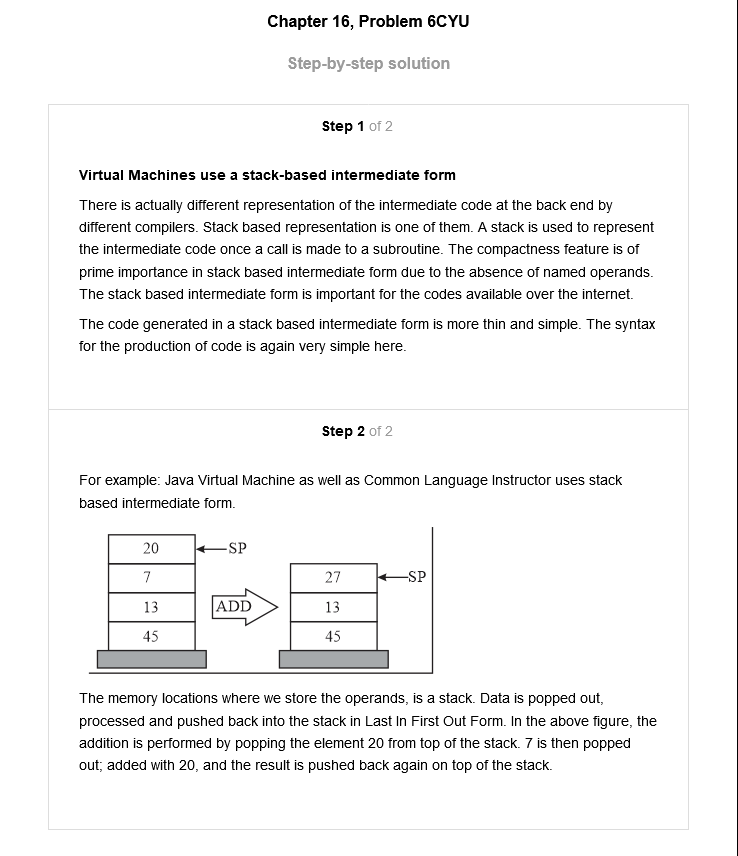 Chapter 16, Problem 6CYU
Step-by-step solution
Step 1 of 2
Virtual Machines use a stack-based intermediate form
There is actually different representation of the intermediate code at the back end by
different compilers. Stack based representation is one of them. A stack is used to represent
the intermediate code once a call is made to a subroutine. The compactness feature is of
prime importance in stack based intermediate form due to the absence of named operands.
The stack based intermediate form is important for the codes available over the internet.
The code generated in a stack based intermediate form is more thin and simple. The syntax
for the production of code is again very simple here.
Step 2 of 2
For example: Java Virtual Machine as well as Common Language Instructor uses stack
based intermediate form.
20
SP
7
13
45
ADD
27
SP
13
45
The memory locations where we store the operands, is a stack. Data is popped out,
processed and pushed back into the stack in Last In First Out Form. In the above figure, the
addition is performed by popping the element 20 from top of the stack. 7 is then popped
out; added with 20, and the result is pushed back again on top of the stack.